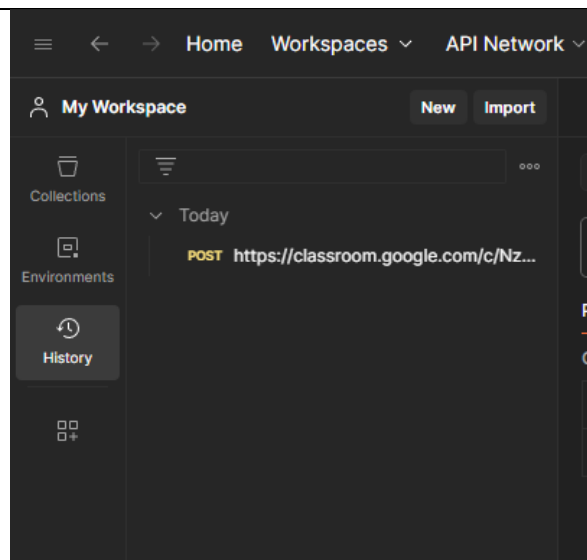 Home Workspaces API Network
My Workspace New Import
Collections
Today
POST https://classroom.google.com/c/Nz...
Environments
History